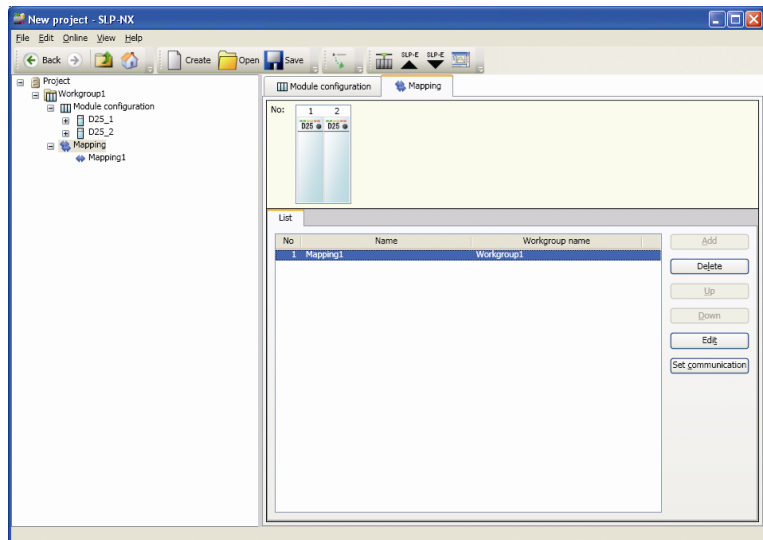 New project - SLP-NX
File Edit Online View Help
Back Create Open Save SLP-E SLP-E
Project
Workgroup1
Module configuration
D25_1
D25_2
Mapping
Mapping1
Module configuration Mapping
No: 1 2
D25 D25
List
No Name Workgroup name
1 Mapping1 Workgroup1
Add
Delete
Up
Down
Edit
Set communication